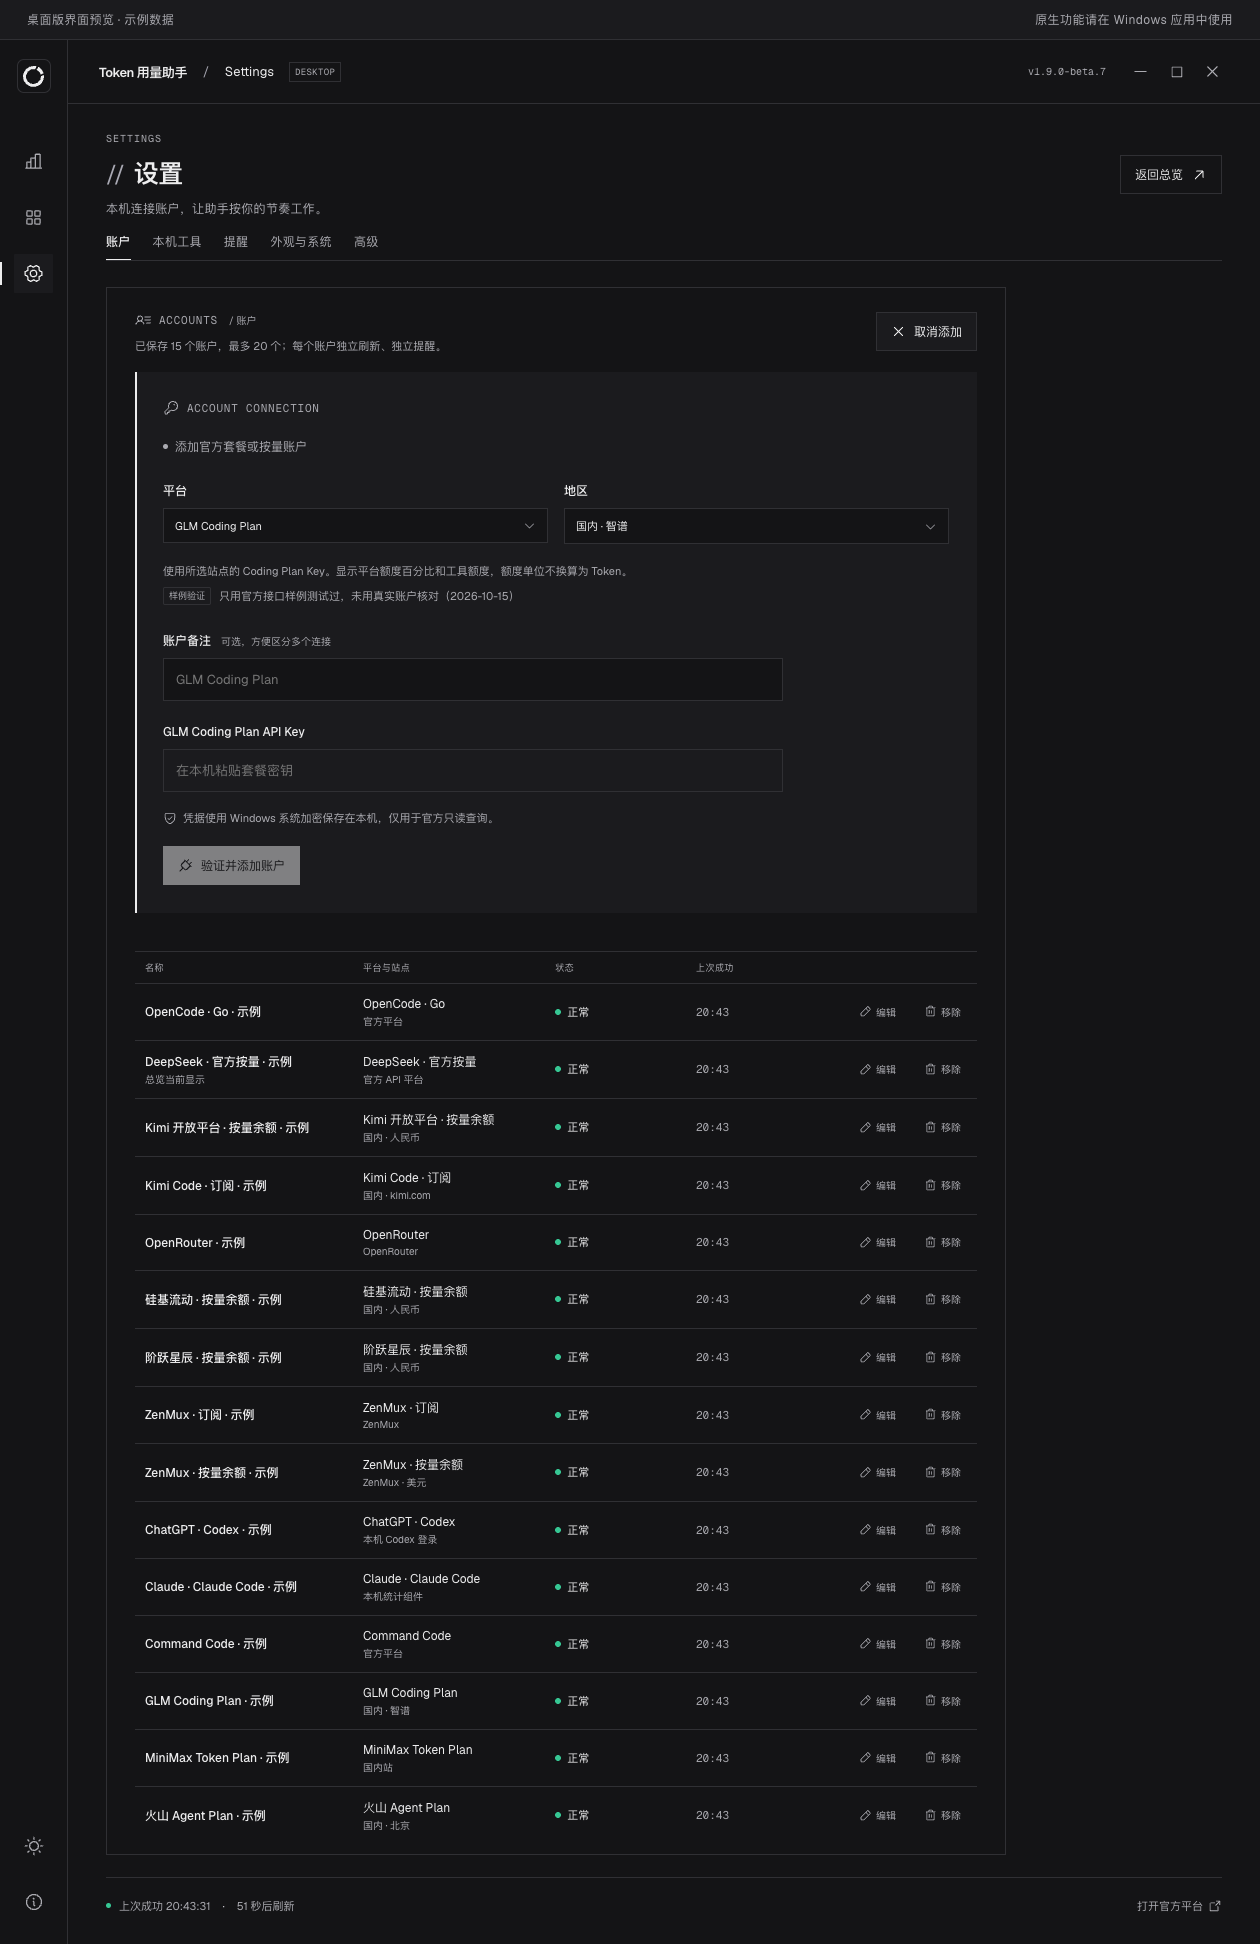 桌面版界面预览 · 示例数据
原生功能请在 Windows 应用中使用
Token 用量助手 / Settings DESKTOP
v1.9.0-beta.7
SETTINGS
// 设置
返回总览
本机连接账户，让助手按你的节奏工作。
账户 本机工具 提醒 外观与系统 高级
ACCOUNTS / 账户
取消添加
已保存 15 个账户，最多 20 个；每个账户独立刷新、独立提醒。
ACCOUNT CONNECTION
添加官方套餐或按量账户
平台 地区
GLM Coding Plan 国内 · 智谱
使用所选站点的 Coding Plan Key。显示平台额度百分比和工具额度，额度单位不换算为 Token。
样例验证 只用官方接口样例测试过，未用真实账户核对（2026-10-15）
账户备注 可选，方便区分多个连接
GLM Coding Plan
GLM Coding Plan API Key
在本机粘贴套餐密钥
凭据使用 Windows 系统加密保存在本机，仅用于官方只读查询。
验证并添加账户
名称 平台与站点 状态 上次成功
OpenCode · Go · 示例 OpenCode · Go 正常 20:43 编辑 移除
官方平台
DeepSeek · 官方按量 · 示例 DeepSeek · 官方按量 正常 20:43 编辑 移除
总览当前显示 官方 API 平台
Kimi 开放平台 · 按量余额 · 示例 Kimi 开放平台 · 按量余额 正常 20:43 编辑 移除
国内 · 人民币
Kimi Code · 订阅 · 示例 Kimi Code · 订阅 正常 20:43 编辑 移除
国内 · kimi.com
OpenRouter · 示例 OpenRouter 正常 20:43 编辑 移除
OpenRouter
硅基流动 · 按量余额 · 示例 硅基流动 · 按量余额 正常 20:43 编辑 移除
国内 · 人民币
阶跃星辰 · 按量余额 · 示例 阶跃星辰 · 按量余额 正常 20:43 编辑 移除
国内 · 人民币
ZenMux · 订阅 · 示例 ZenMux · 订阅 正常 20:43 编辑 移除
ZenMux
ZenMux · 按量余额 · 示例 ZenMux · 按量余额 正常 20:43 编辑 移除
ZenMux · 美元
ChatGPT · Codex · 示例 ChatGPT · Codex 正常 20:43 编辑 移除
本机 Codex 登录
Claude · Claude Code · 示例 Claude · Claude Code 正常 20:43 编辑 移除
本机统计组件
Command Code · 示例 Command Code 正常 20:43 编辑 移除
官方平台
GLM Coding Plan · 示例 GLM Coding Plan 正常 20:43 编辑 移除
国内 · 智谱
MiniMax Token Plan · 示例 MiniMax Token Plan 正常 20:43 编辑 移除
国内站
火山 Agent Plan · 示例 火山 Agent Plan 正常 20:43 编辑 移除
国内 · 北京
上次成功 20:43:31 · 51 秒后刷新
打开官方平台